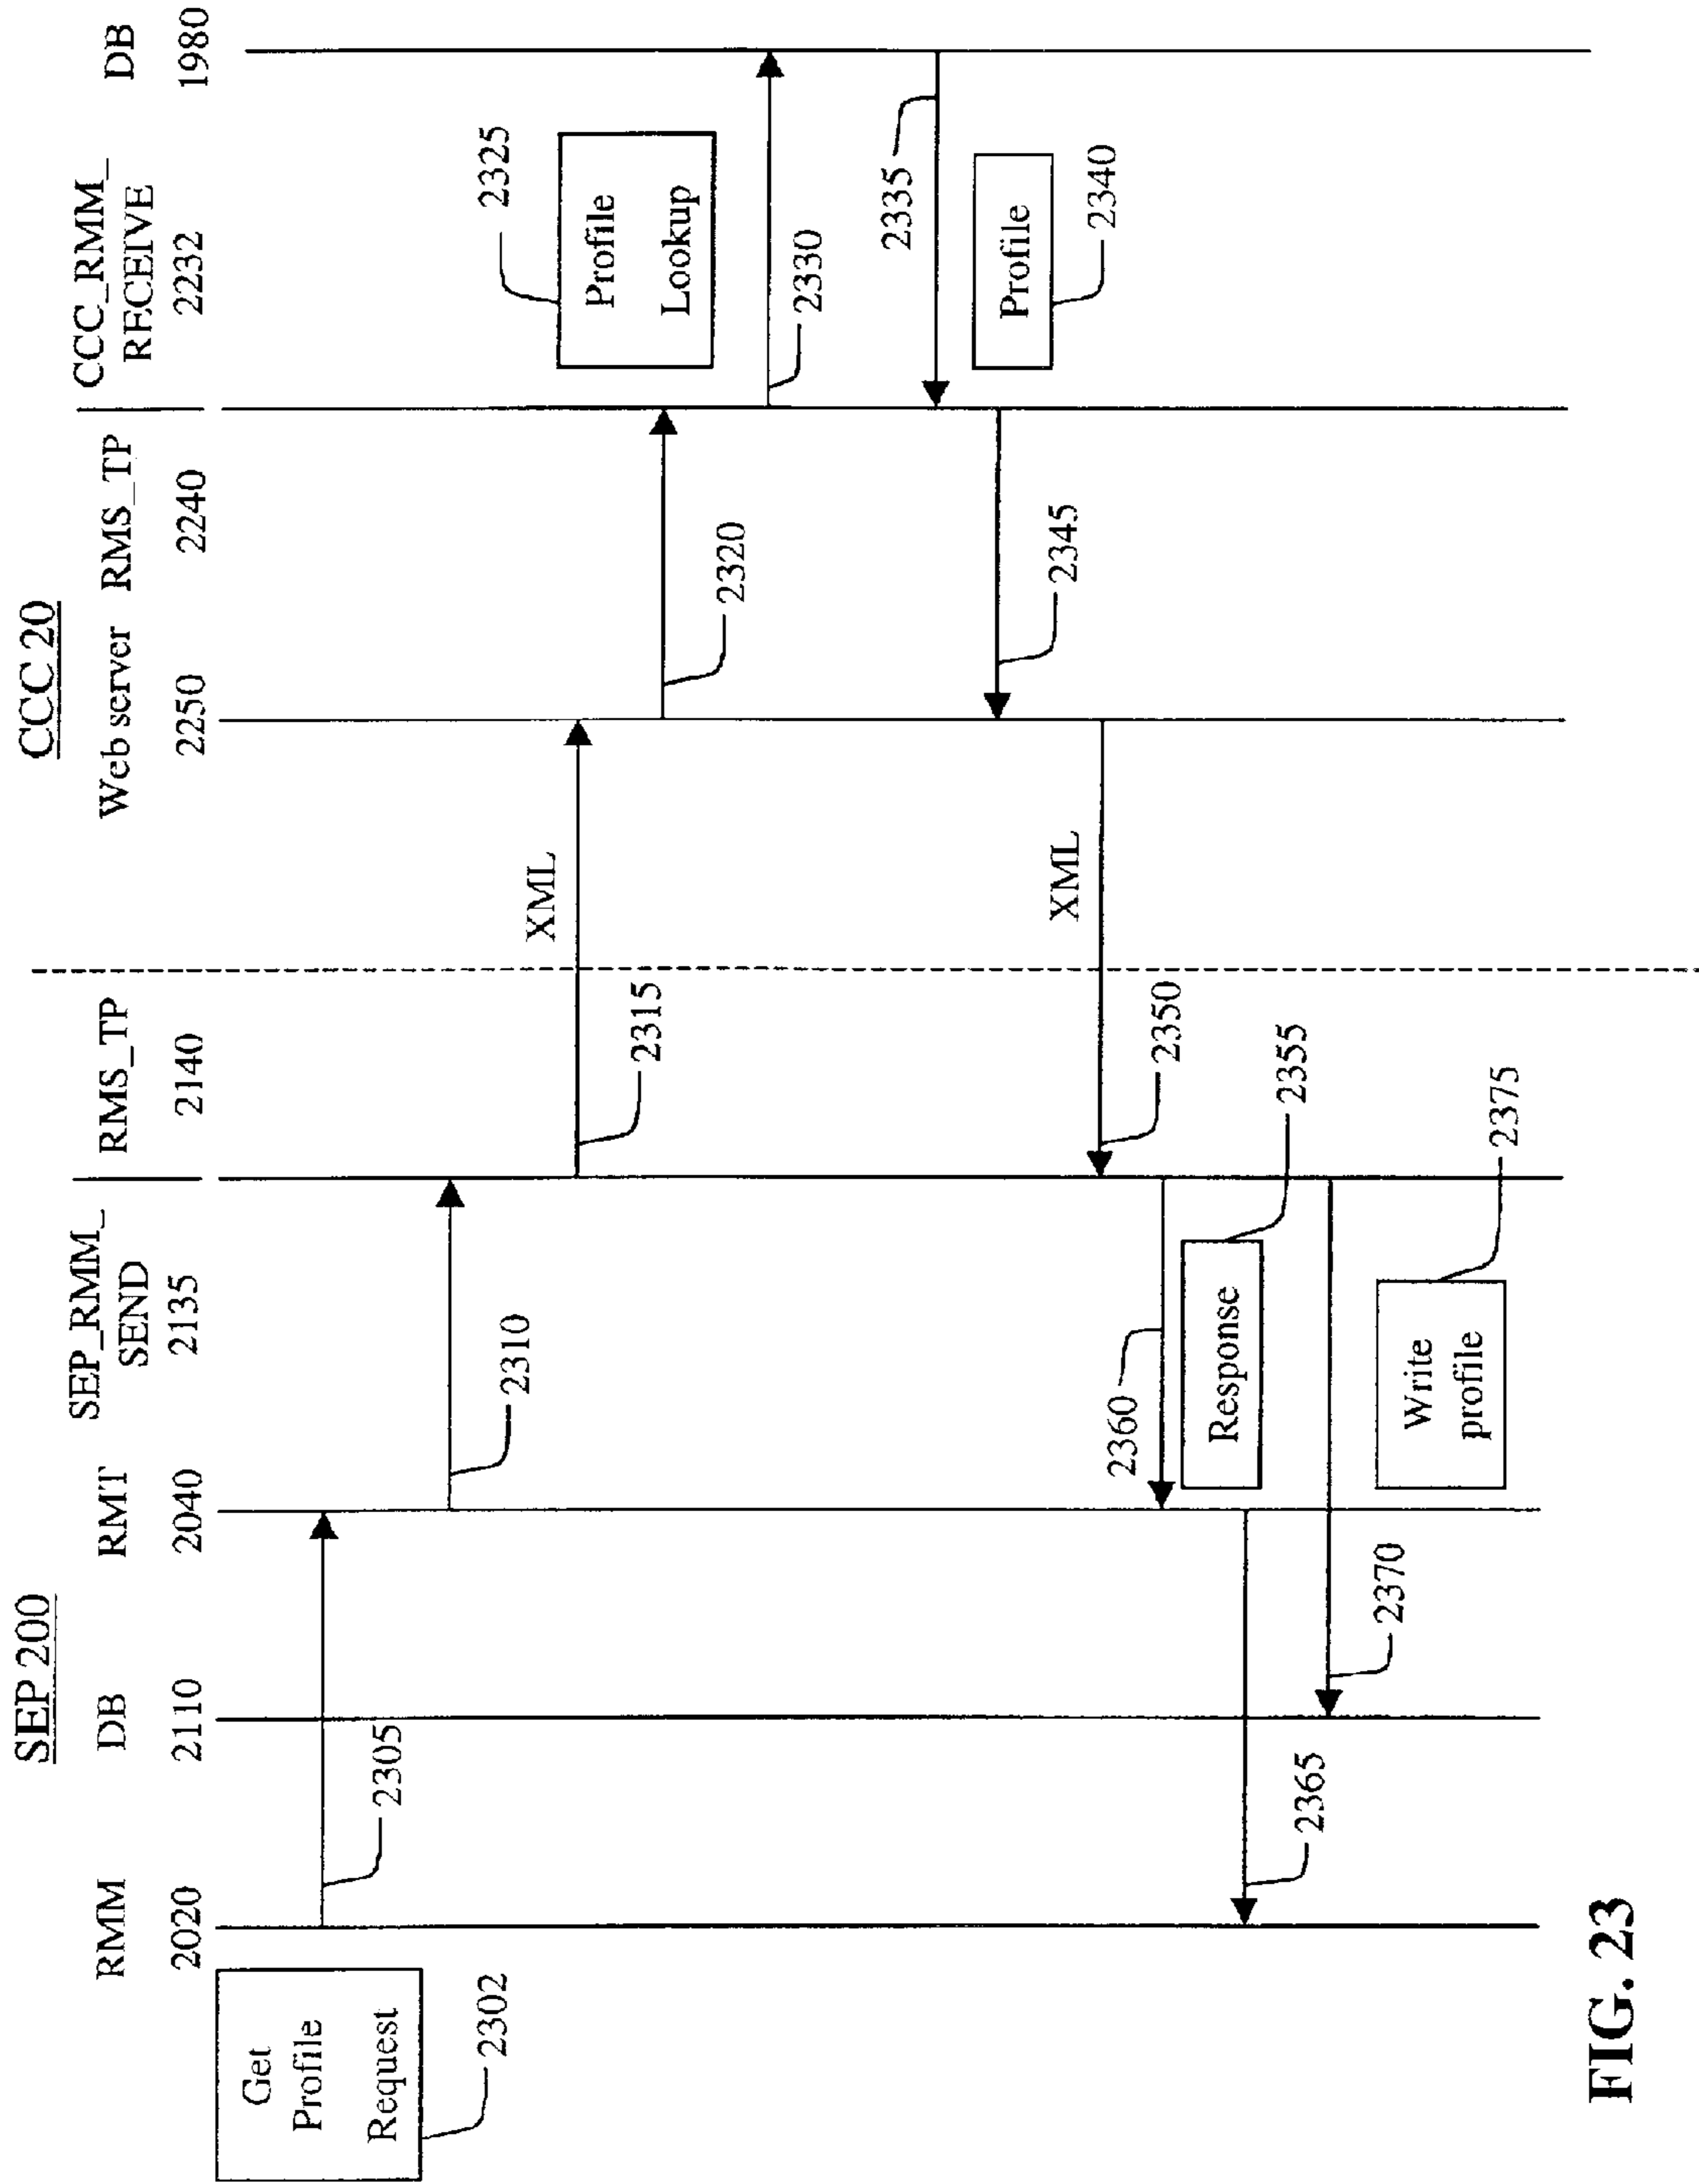 SEP 200
CCC 20
RMM
2020
DB
2110
RMT
2040
SEP_RMM_
SEND
2135
RMS_TP
2140
Web server
2250
RMS_TP
2240
CCC_RMM_
RECEIVE
2232
DB
1980
Get
Profile
Request
2302
2305
2310
XML
2315
2320
Profile
Lookup
2325
2330
2335
Profile
2340
2345
XML
2350
2360
Response
2355
2365
2370
Write
profile
2375
FIG. 23